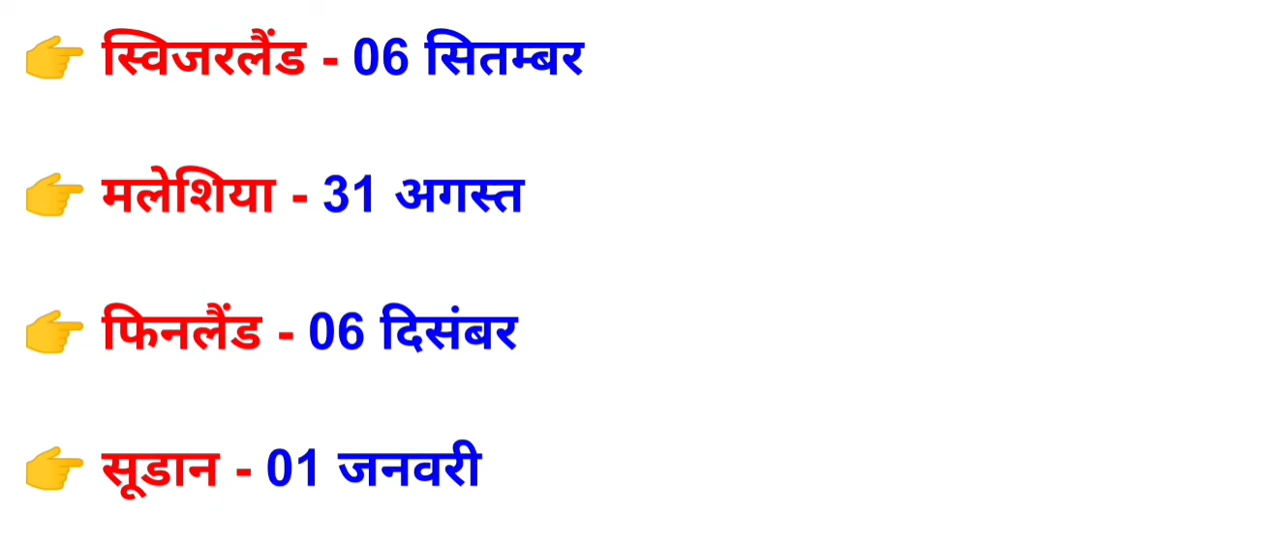 👉 स्विजरलैंड - 06 सितम्बर
👉 मलेशिया - 31 अगस्त
👉 फिनलैंड - 06 दिसंबर
👉 सूडान - 01 जनवरी